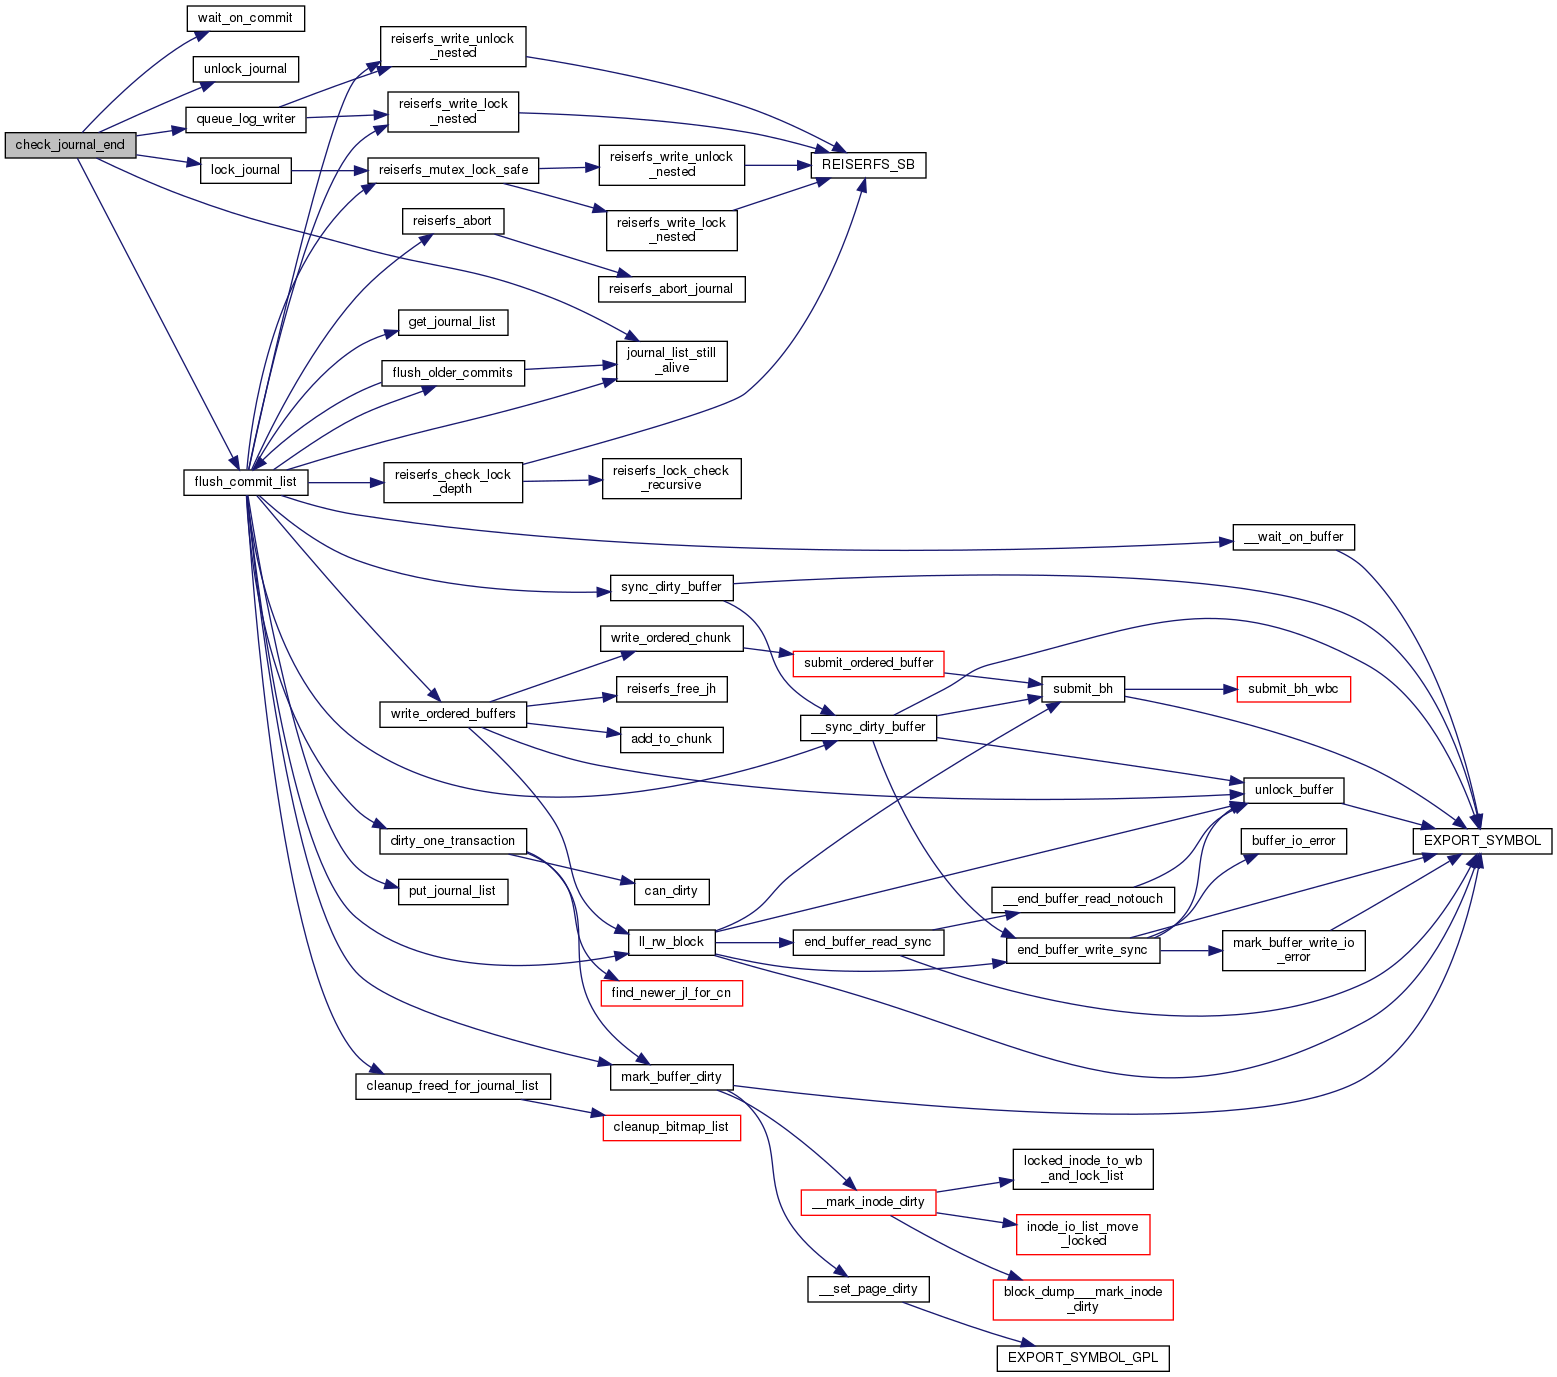 wait_on_commit
reiserfs_write_unlock
_nested
unlock_journal
reiserfs_write_lock
_nested
queue_log_writer
check_journal_end
lock_journal
reiserfs_mutex_lock_safe
reiserfs_write_unlock
_nested
REISERFS_SB
reiserfs_abort
reiserfs_write_lock
_nested
reiserfs_abort_journal
get_journal_list
journal_list_still
_alive
flush_older_commits
flush_commit_list
reiserfs_check_lock
_depth
reiserfs_lock_check
_recursive
__wait_on_buffer
sync_dirty_buffer
write_ordered_chunk
submit_ordered_buffer
reiserfs_free_jh
submit_bh
submit_bh_wbc
write_ordered_buffers
add_to_chunk
__sync_dirty_buffer
unlock_buffer
dirty_one_transaction
buffer_io_error
EXPORT_SYMBOL
put_journal_list
can_dirty
__end_buffer_read_notouch
ll_rw_block
end_buffer_read_sync
end_buffer_write_sync
mark_buffer_write_io
_error
find_newer_jl_for_cn
mark_buffer_dirty
cleanup_freed_for_journal_list
cleanup_bitmap_list
locked_inode_to_wb
_and_lock_list
__mark_inode_dirty
inode_io_list_move
_locked
__set_page_dirty
block_dump___mark_inode
_dirty
EXPORT_SYMBOL_GPL